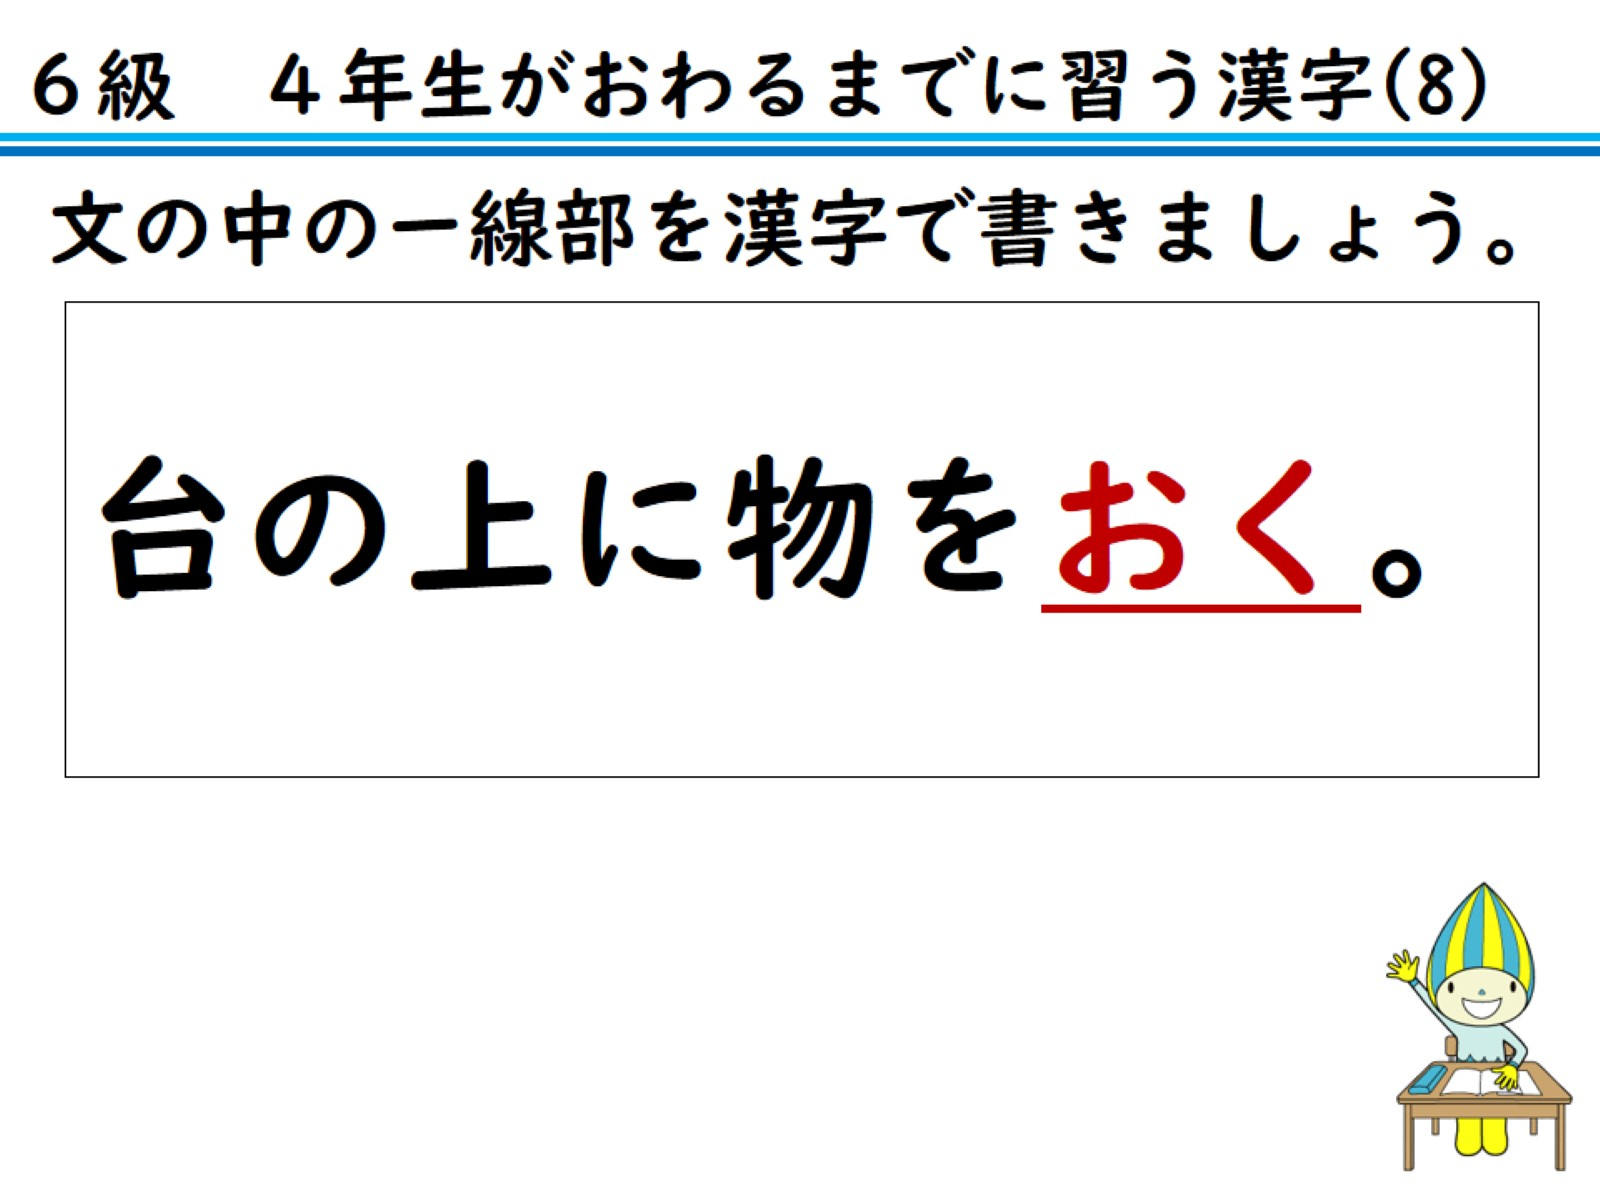 ６級　４年生がおわるまでに習う漢字(8)
文の中の一線部を漢字で書きましょう。
台の上に物をおく。